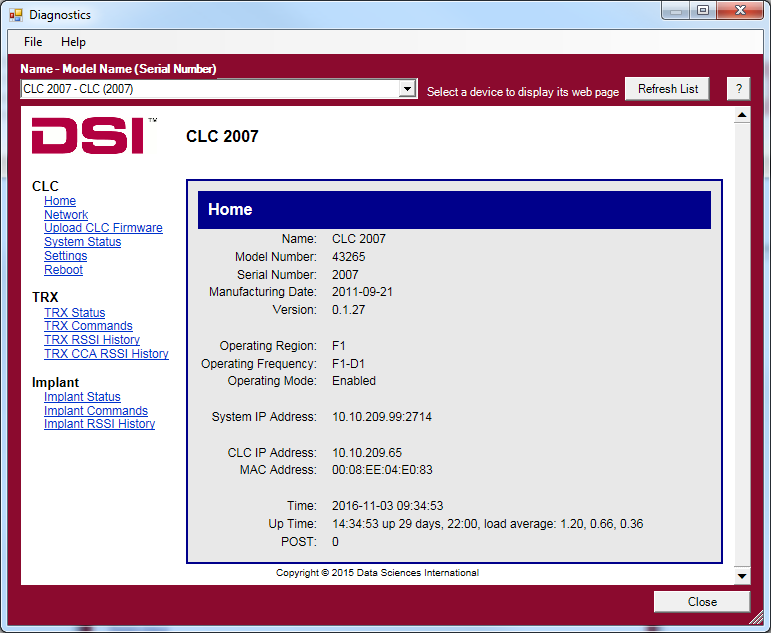 Diagnostics
File Help
Name - Model Name (Serial Number)
CLC 2007 - CLC (2007)
Select a device to display its web page
Refresh List
?
DSI™
CLC 2007
CLC
Home
Network
Upload CLC Firmware
System Status
Settings
Reboot
TRX
TRX Status
TRX Commands
TRX RSSI History
TRX CCA RSSI History
Implant
Implant Status
Implant Commands
Implant RSSI History
Home
Name: CLC 2007
Model Number: 43265
Serial Number: 2007
Manufacturing Date: 2011-09-21
Version: 0.1.27
Operating Region: F1
Operating Frequency: F1-D1
Operating Mode: Enabled
System IP Address: 10.10.209.99:2714
CLC IP Address: 10.10.209.65
MAC Address: 00:08:EE:04:E0:83
Time: 2016-11-03 09:34:53
Up Time: 14:34:53 up 29 days, 22:00, load average: 1.20, 0.66, 0.36
POST: 0
Copyright © 2015 Data Sciences International
Close